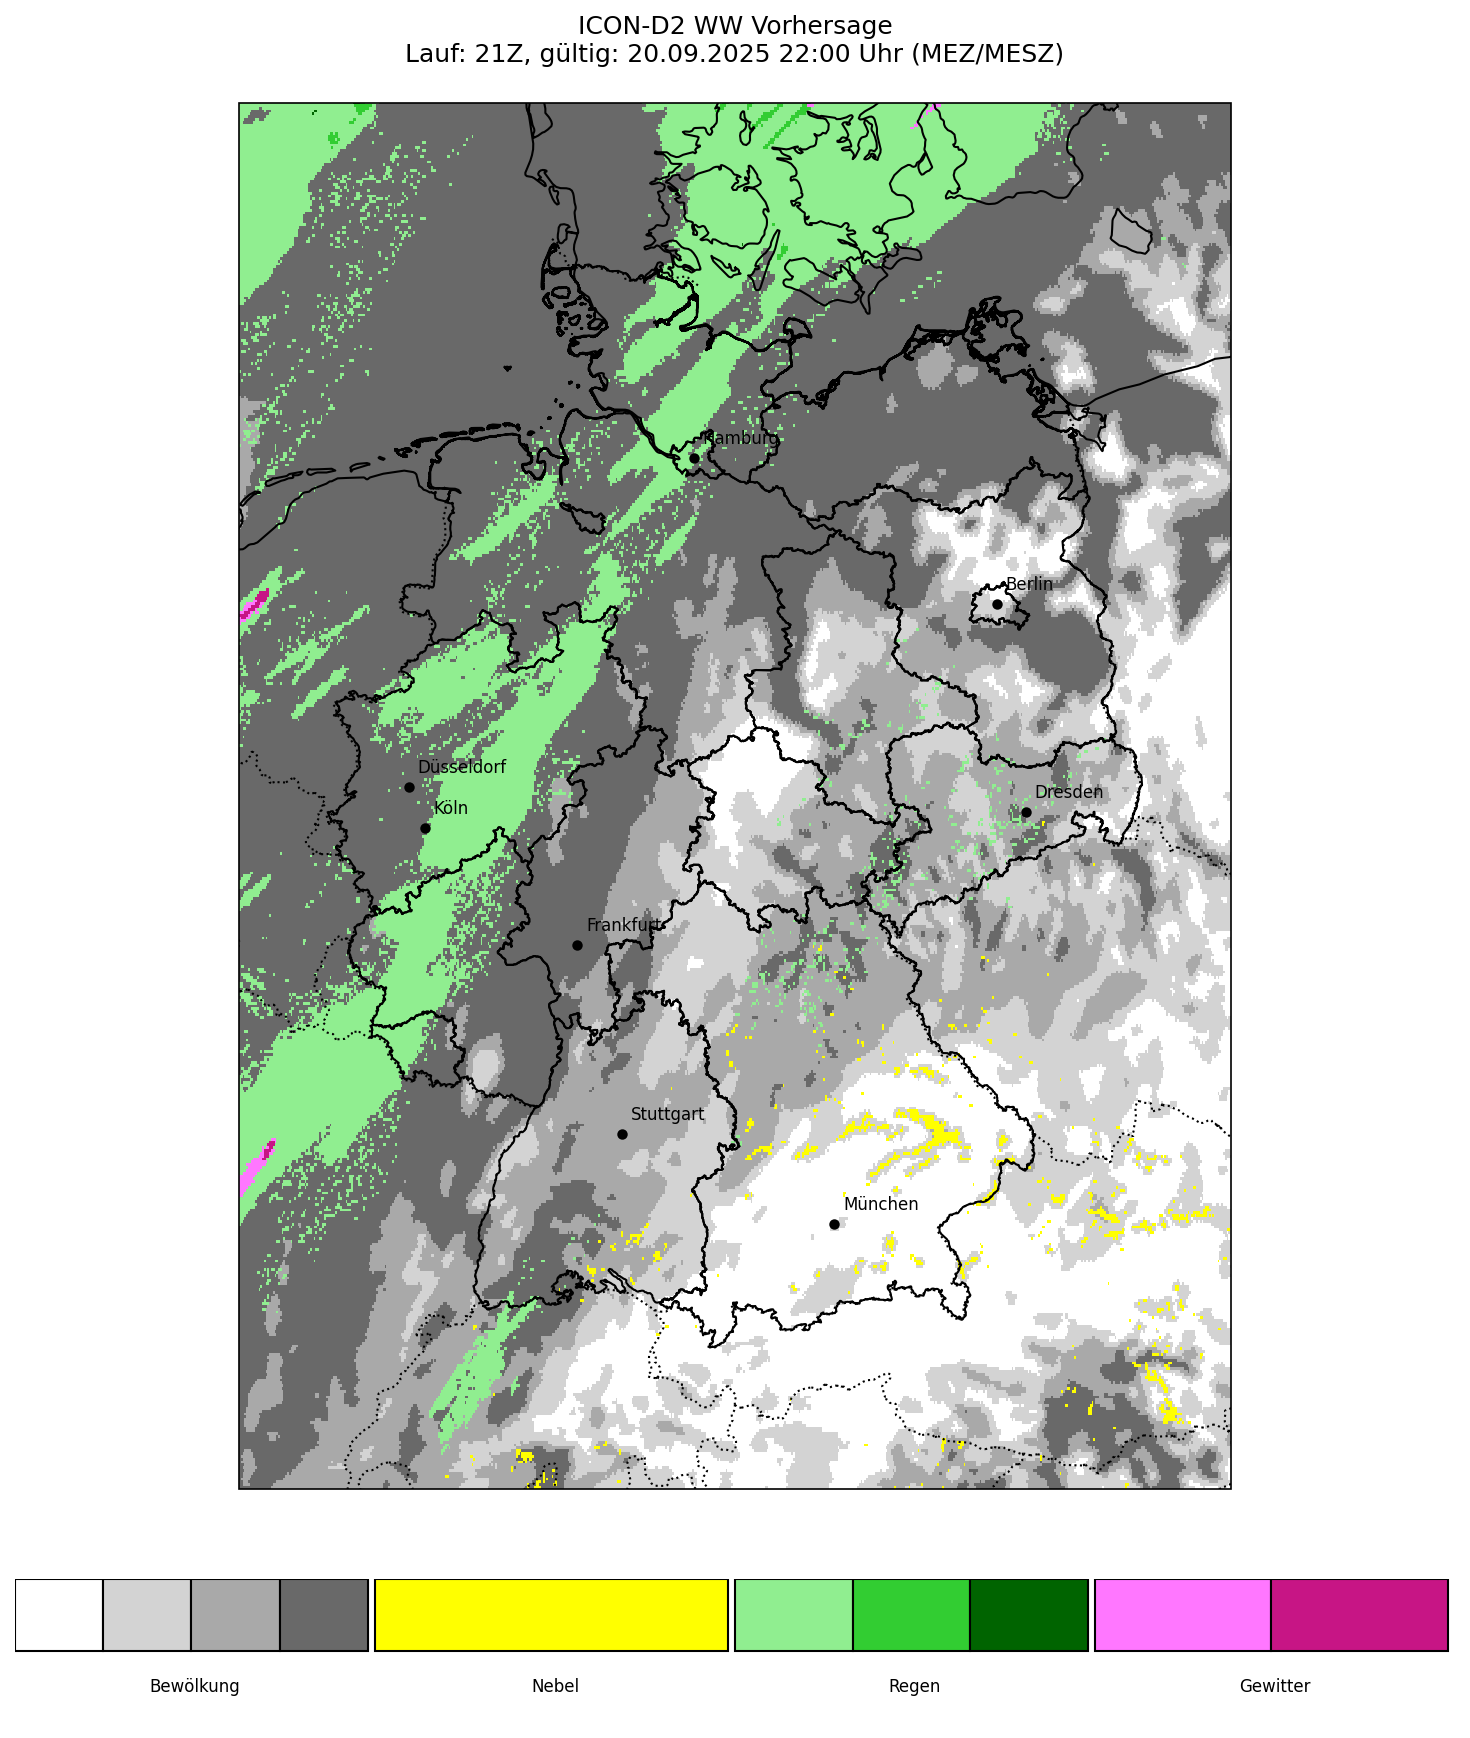 ICON-D2 WW Vorhersage
Lauf: 21Z, gültig: 20.09.2025 22:00 Uhr (MEZ/MESZ)
Hamburg
Berlin
Düsseldorf
Dresden
Köln
Frankfurt
Stuttgart
München
Bewölkung
Nebel
Regen
Gewitter